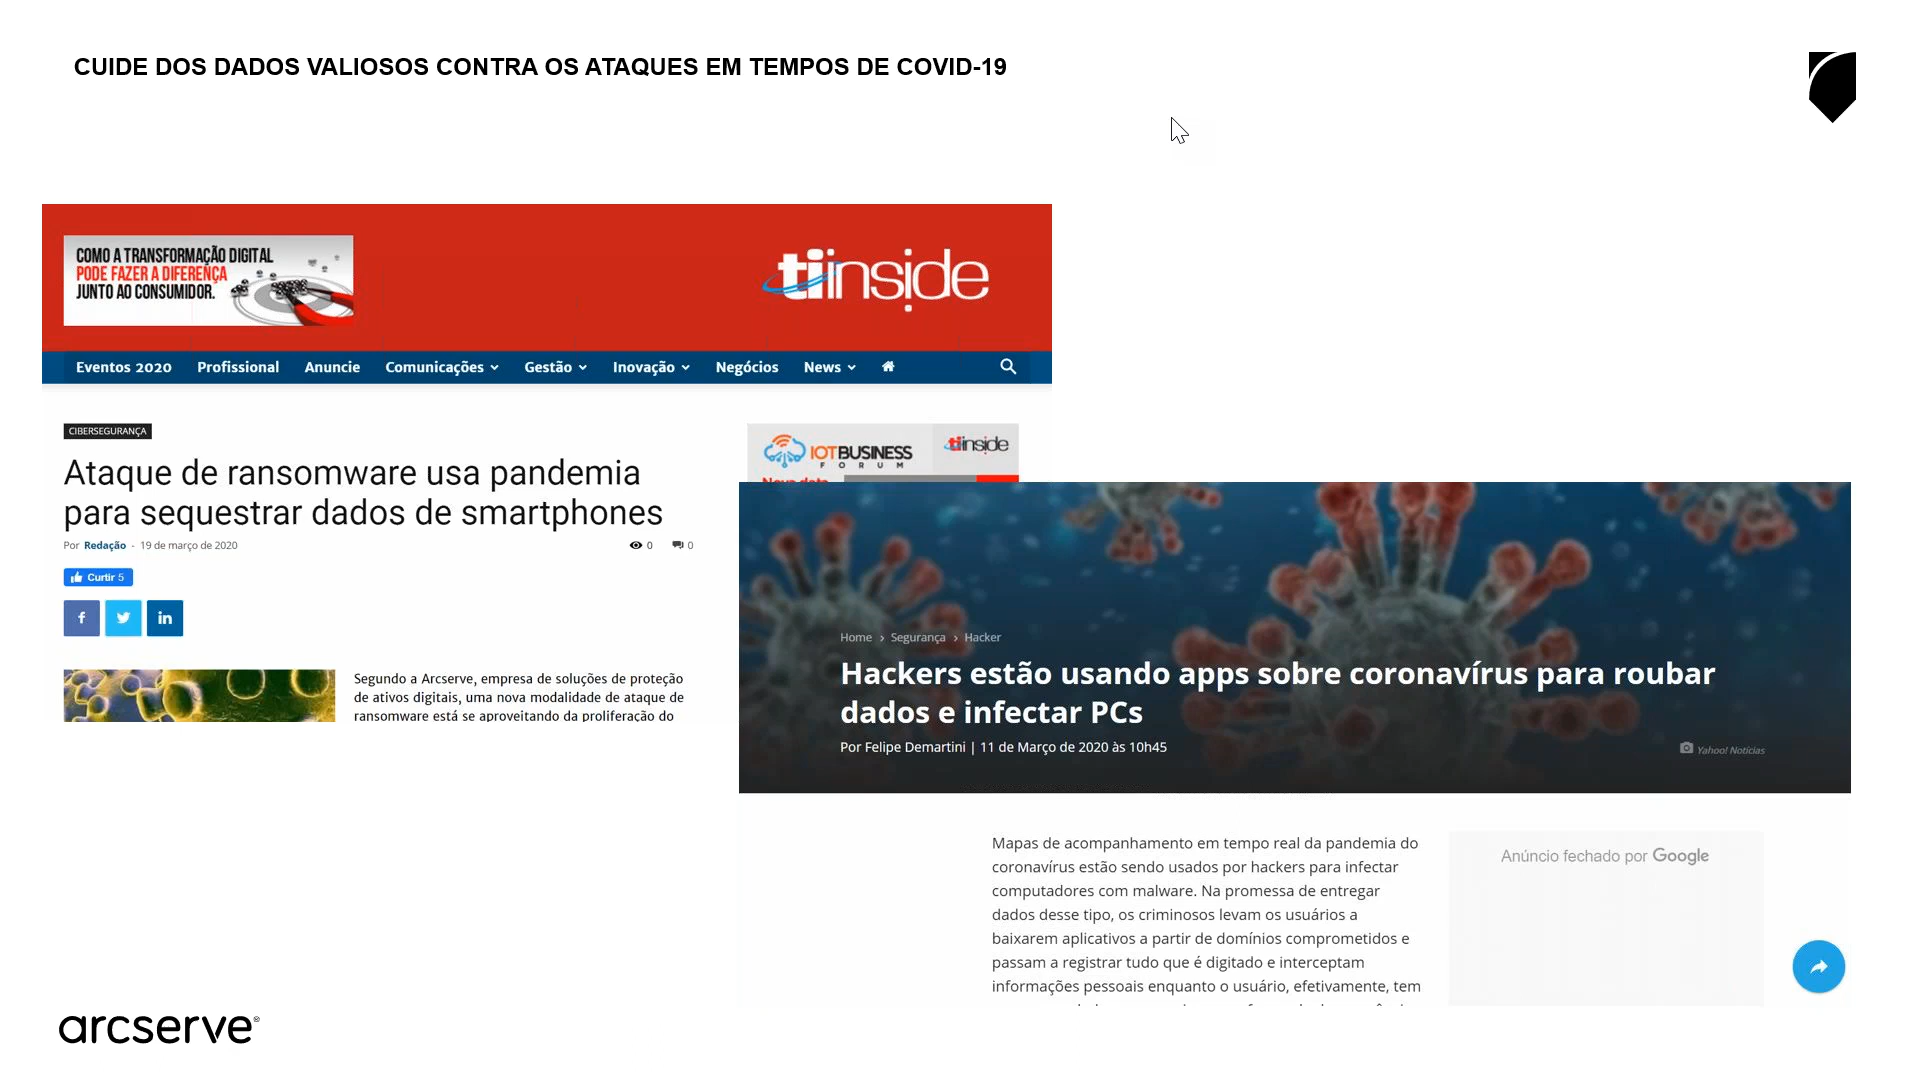 CUIDE DOS DADOS VALIOSOS CONTRA OS ATAQUES EM TEMPOS DE COVID-19
COMO A TRANSFORMAÇÃO DIGITAL
PODE FAZER A DIFERENÇA
JUNTO AO CONSUMIDOR.
tiinside
Eventos 2020 Profissional Anuncie Comunicações Gestão Inovação Negócios News
CIBERSEGURANÇA
Ataque de ransomware usa pandemia
para sequestrar dados de smartphones
Por Redação - 19 de março de 2020 0 0
Curtir 5
f in
Segundo a Arcserve, empresa de soluções de proteção
de ativos digitais, uma nova modalidade de ataque de
ransomware está se aproveitando da proliferação do
IOTBUSINESS
FORUM
tiinside
Nova data
Home > Segurança > Hacker
Hackers estão usando apps sobre coronavírus para roubar
dados e infectar PCs
Por Felipe Demartini | 11 de Março de 2020 às 10h45
Yahoo! Notícias
Mapas de acompanhamento em tempo real da pandemia do
coronavírus estão sendo usados por hackers para infectar
computadores com malware. Na promessa de entregar
dados desse tipo, os criminosos levam os usuários a
baixarem aplicativos a partir de domínios comprometidos e
passam a registrar tudo que é digitado e interceptam
informações pessoais enquanto o usuário, efetivamente, tem
Anúncio fechado por Google
arcserve®